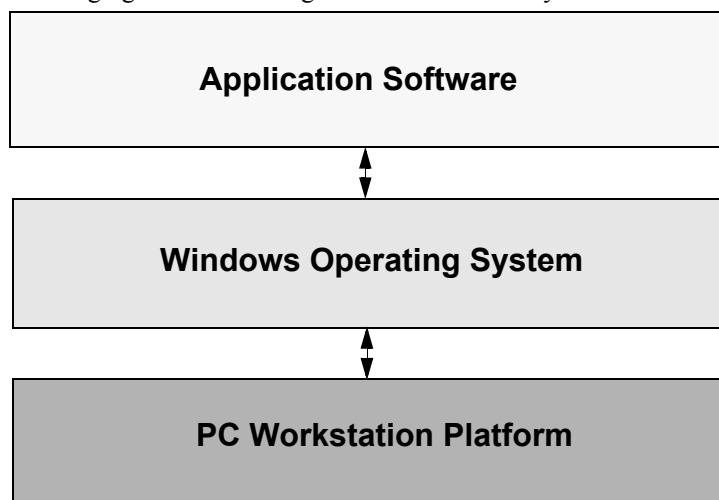 Application Software
Windows Operating System
PC Workstation Platform